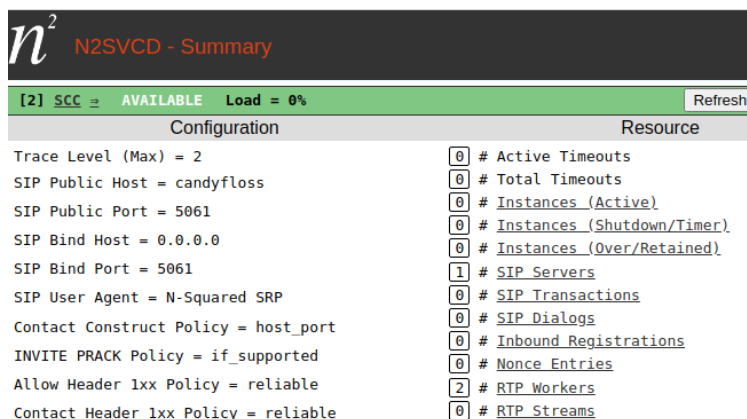 n²
N2SVCD - Summary
[2] SCC ⇒ AVAILABLE Load = 0% Refresh
Configuration
Trace Level (Max) = 2
SIP Public Host = candyfloss
SIP Public Port = 5061
SIP Bind Host = 0.0.0.0
SIP Bind Port = 5061
SIP User Agent = N-Squared SRP
Contact Construct Policy = host_port
INVITE PRACK Policy = if_supported
Allow Header 1xx Policy = reliable
Contact Header 1xx Policy = reliable
Resource
0 # Active Timeouts
0 # Total Timeouts
0 # Instances (Active)
0 # Instances (Shutdown/Timer)
0 # Instances (Over/Retained)
1 # SIP Servers
0 # SIP Transactions
0 # SIP Dialogs
0 # Inbound Registrations
0 # Nonce Entries
2 # RTP Workers
0 # RTP Streams